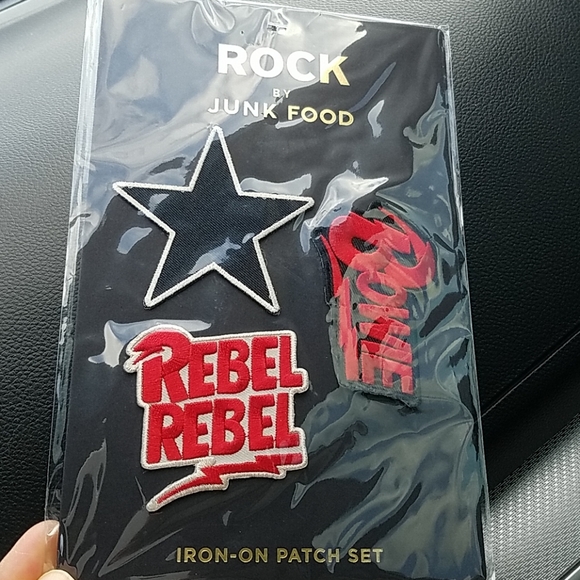 ROCK
BY
JUNK FOOD
BOWIE
REBEL
REBEL
IRON-ON PATCH SET